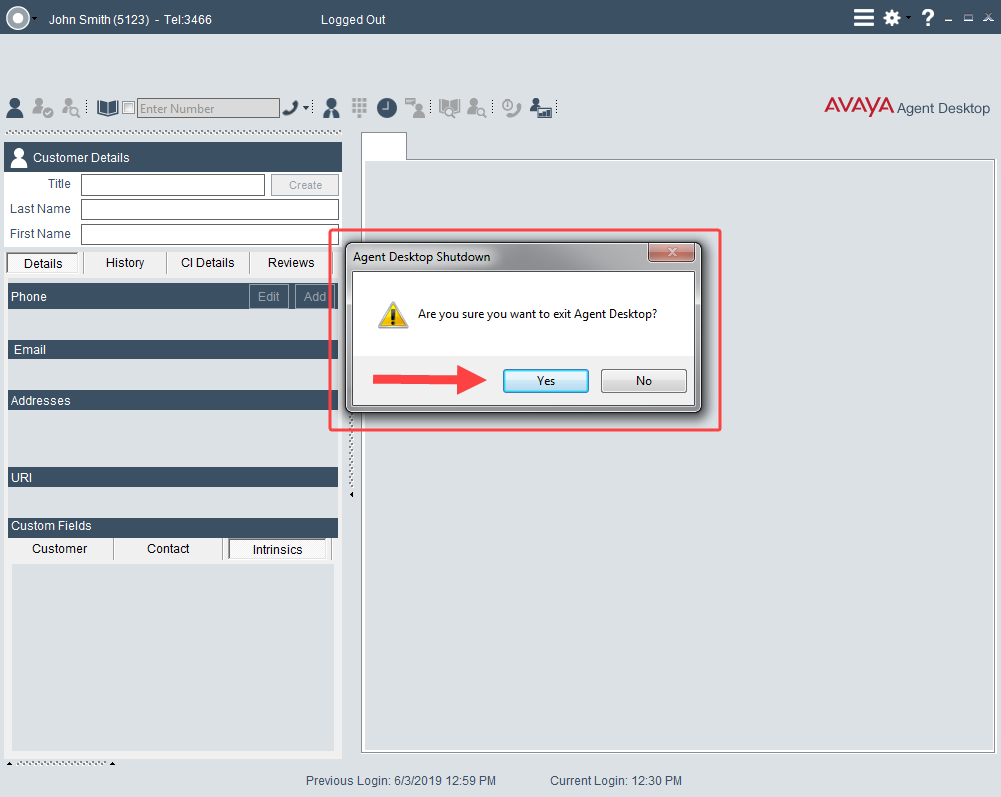 John Smith (5123) - Tel:3466
Logged Out
?
Enter Number
AVAYA Agent Desktop
Customer Details
Title
Create
Last Name
First Name
Details
History
CI Details
Reviews
Phone
Edit
Add
Email
Addresses
URI
Custom Fields
Customer
Contact
Intrinsics
Agent Desktop Shutdown
Are you sure you want to exit Agent Desktop?
Yes
No
Previous Login: 6/3/2019 12:59 PM
Current Login: 12:30 PM